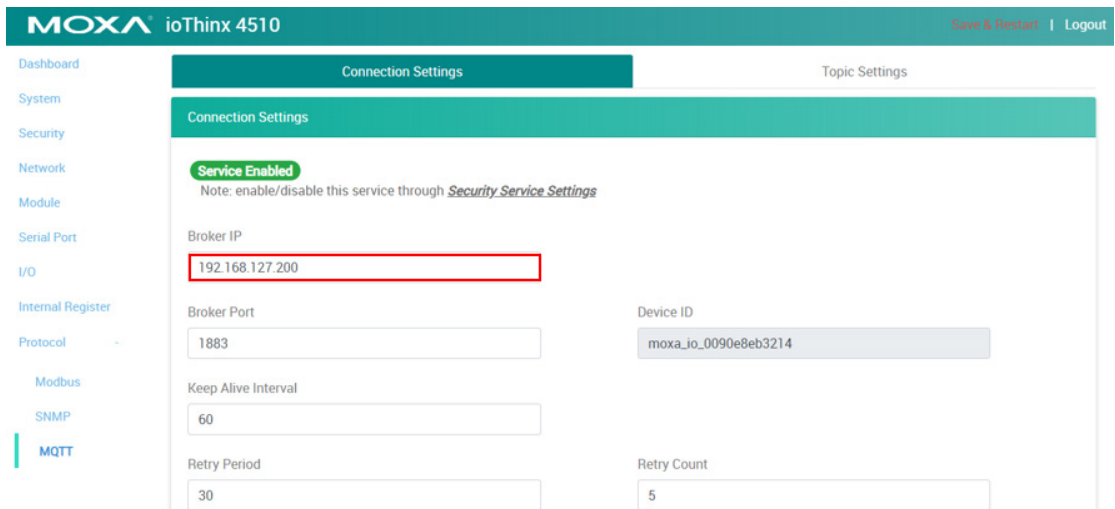 MOXA® ioThinx 4510
Save & Restart | Logout
Dashboard
System
Security
Network
Module
Serial Port
I/O
Internal Register
Protocol -
Modbus
SNMP
MQTT
Connection Settings
Topic Settings
Connection Settings
Service Enabled
Note: enable/disable this service through Security Service Settings
Broker IP
192.168.127.200
Broker Port
1883
Device ID
moxa_io_0090e8eb3214
Keep Alive Interval
60
Retry Period
30
Retry Count
5